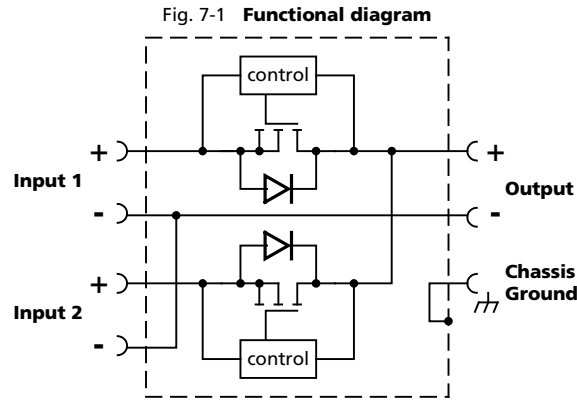 Fig. 7-1 Functional diagram
control
+
+
Input 1
Output
-
-
+
Chassis
Ground
Input 2
-
control